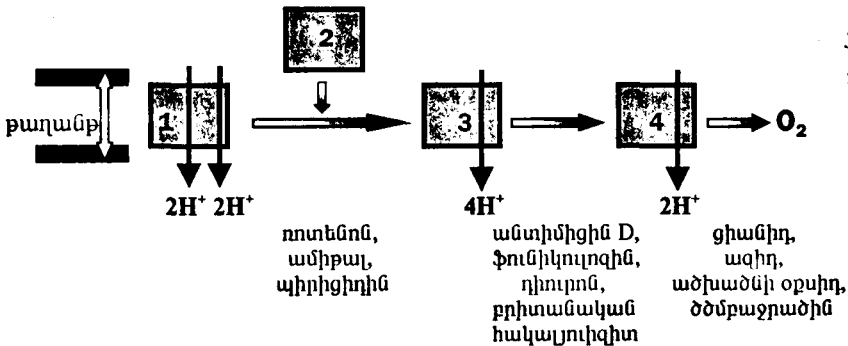 2
թաղանթ
1
3
4
O₂
2H⁺ 2H⁺
4H⁺
2H⁺
ռոտենոն,
ամիթալ,
պիրիցիդին
անտիմիցին D,
ֆունիկուլոզին,
դիուրոն,
բրիտանական
հակալյուիզիտ
ցիանիդ,
ազիդ,
ածխածնի օքսիդ,
ծծմբաջրածին